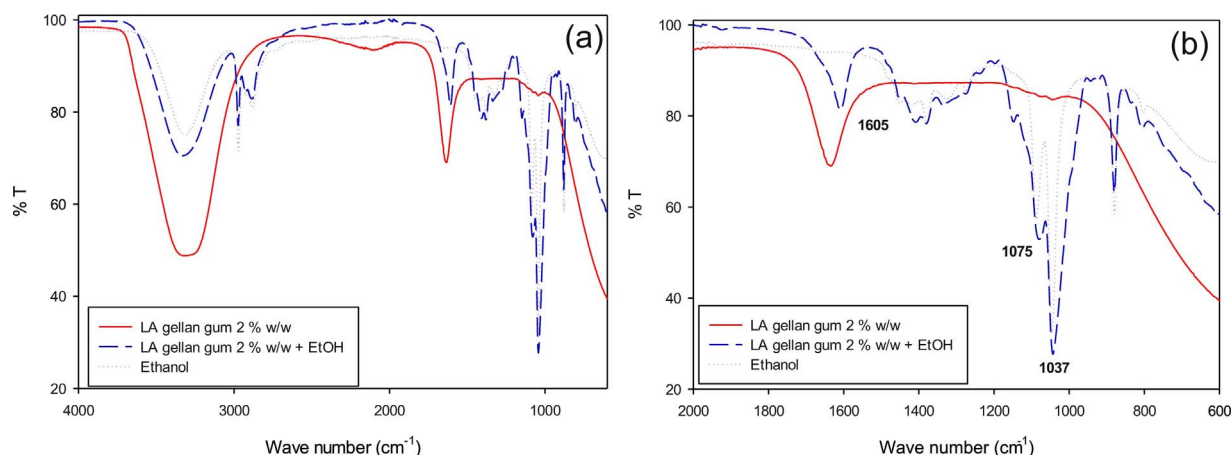 (a)
% T
100
80
60
40
20
LA gellan gum 2 % w/w
LA gellan gum 2 % w/w + EtOH
Ethanol
4000 3000 2000 1000
Wave number (cm-1)
(b)
% T
100
80
60
40
20
1605
1075
1037
LA gellan gum 2 % w/w
LA gellan gum 2 % w/w + EtOH
Ethanol
2000 1800 1600 1400 1200 1000 800 600
Wave number (cm-1)